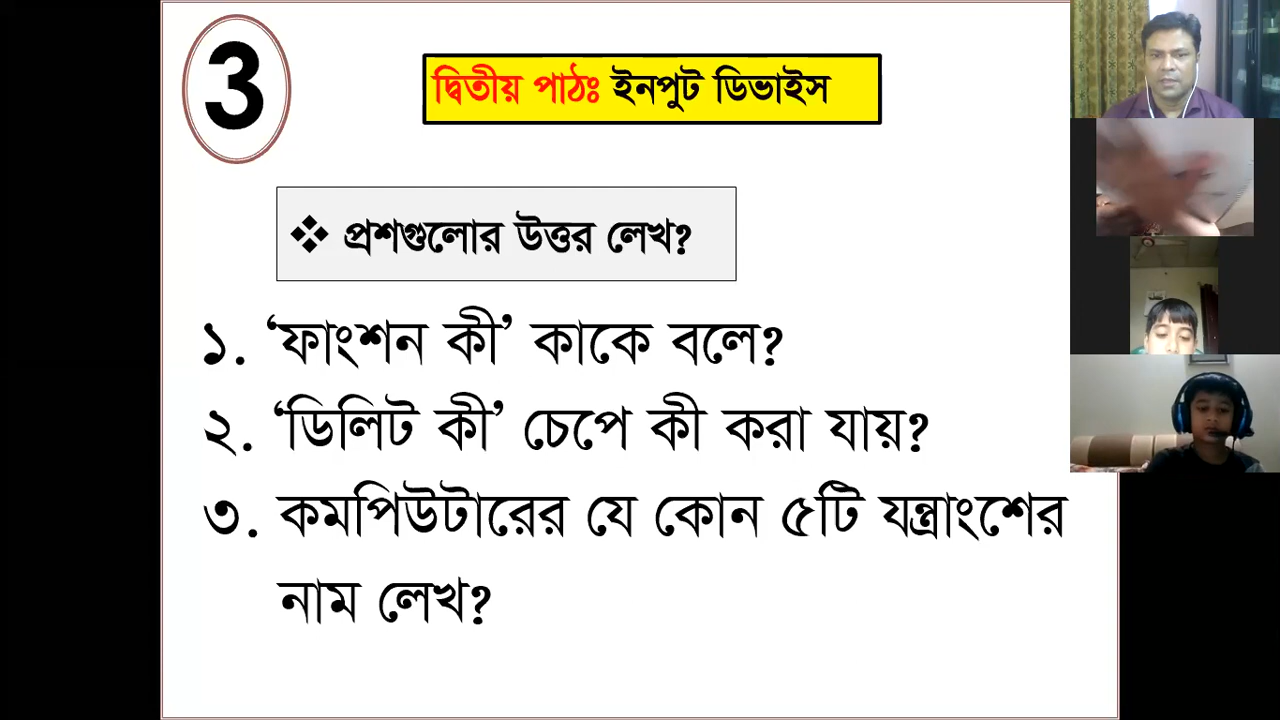 3
দ্বিতীয় পাঠঃ ইনপুট ডিভাইস
❖ প্রশগুলোর উত্তর লেখ?
১. ‘ফাংশন কী’ কাকে বলে?
২. ‘ডিলিট কী’ চেপে কী করা যায়?
৩. কমপিউটারের যে কোন ৫টি যন্ত্রাংশের
নাম লেখ?